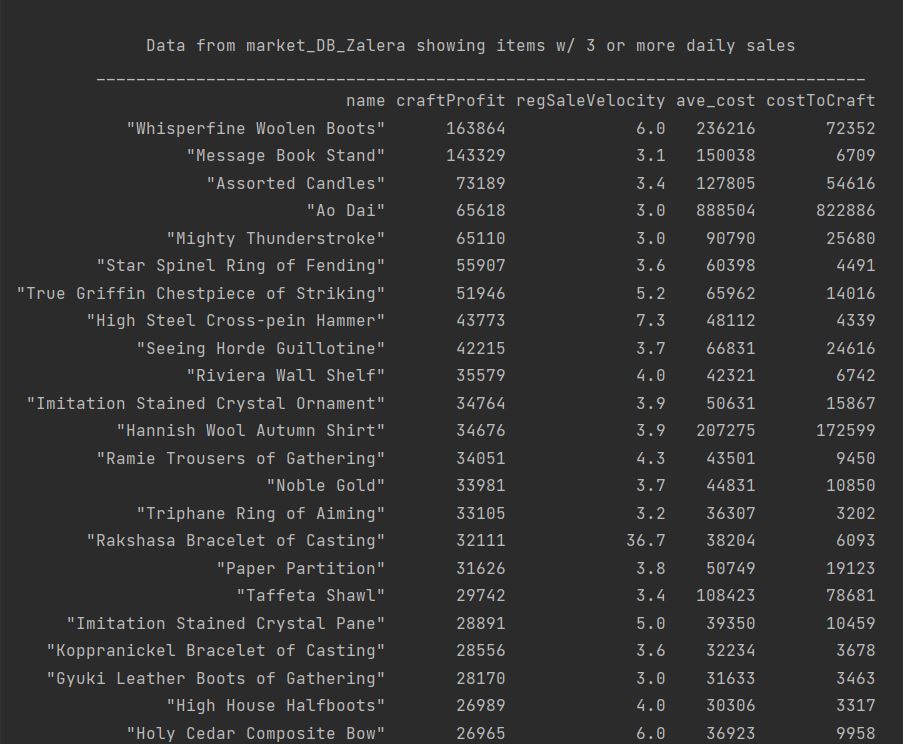 Data from market_DB_Zalera showing items w/ 3 or more daily sales
_____________________________________________________________________________
name craftProfit regSaleVelocity ave_cost costToCraft
"Whisperfine Woolen Boots" 163864 6.0 236216 72352
"Message Book Stand" 143329 3.1 150038 6709
"Assorted Candles" 73189 3.4 127805 54616
"Ao Dai" 65618 3.0 888504 822886
"Mighty Thunderstroke" 65110 3.0 90790 25680
"Star Spinel Ring of Fending" 55907 3.6 60398 4491
"True Griffin Chestpiece of Striking" 51946 5.2 65962 14016
"High Steel Cross-pein Hammer" 43773 7.3 48112 4339
"Seeing Horde Guillotine" 42215 3.7 66831 24616
"Riviera Wall Shelf" 35579 4.0 42321 6742
"Imitation Stained Crystal Ornament" 34764 3.9 50631 15867
"Hannish Wool Autumn Shirt" 34676 3.9 207275 172599
"Ramie Trousers of Gathering" 34051 4.3 43501 9450
"Noble Gold" 33981 3.7 44831 10850
"Triphane Ring of Aiming" 33105 3.2 36307 3202
"Rakshasa Bracelet of Casting" 32111 36.7 38204 6093
"Paper Partition" 31626 3.8 50749 19123
"Taffeta Shawl" 29742 3.4 108423 78681
"Imitation Stained Crystal Pane" 28891 5.0 39350 10459
"Koppranickel Bracelet of Casting" 28556 3.6 32234 3678
"Gyuki Leather Boots of Gathering" 28170 3.0 31633 3463
"High House Halfboots" 26989 4.0 30306 3317
"Holy Cedar Composite Bow" 26965 6.0 36923 9958